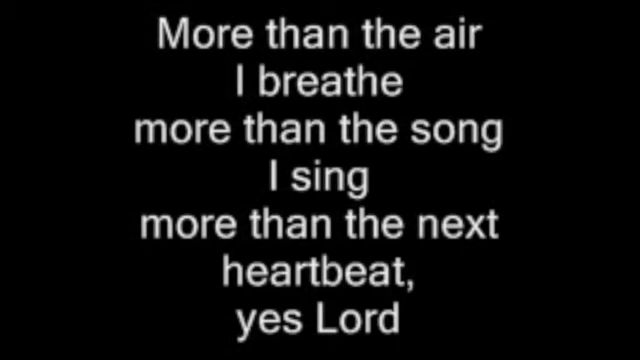 More than the air
I breathe
more than the song
I sing
more than the next
heartbeat,
yes Lord